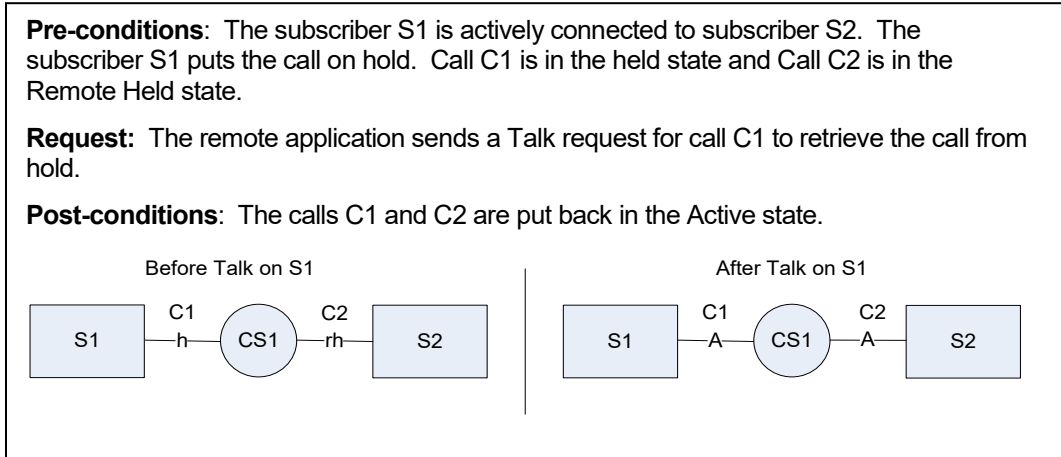 Pre-conditions: The subscriber S1 is actively connected to subscriber S2. The
subscriber S1 puts the call on hold. Call C1 is in the held state and Call C2 is in the
Remote Held state.
Request: The remote application sends a Talk request for call C1 to retrieve the call from
hold.
Post-conditions: The calls C1 and C2 are put back in the Active state.
Before Talk on S1
After Talk on S1
C1
C2
S1
h
CS1
rh
S2
C1
C2
S1
A
CS1
A
S2